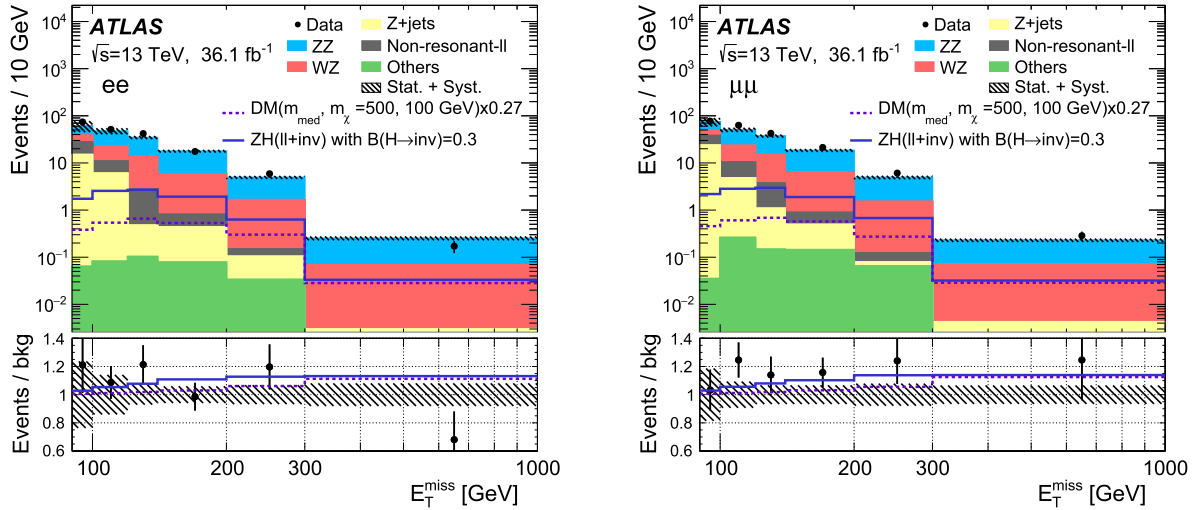 ATLAS
√s=13 TeV, 36.1 fb⁻¹
ee
Data
ZZ
WZ
Others
Z+jets
Non-resonant-ll
Stat. + Syst.
DM(m_med, m_χ =500, 100 GeV)x0.27
ZH(ll+inv) with B(H→inv)=0.3
Events / 10 GeV
10⁴
10³
10²
10
1
10⁻¹
10⁻²
Events / bkg
1.4
1.2
1
0.8
0.6
100
200
300
1000
E_T^miss [GeV]
ATLAS
√s=13 TeV, 36.1 fb⁻¹
μμ
Data
ZZ
WZ
Others
Z+jets
Non-resonant-ll
Stat. + Syst.
DM(m_med, m_χ =500, 100 GeV)x0.27
ZH(ll+inv) with B(H→inv)=0.3
Events / 10 GeV
10⁴
10³
10²
10
1
10⁻¹
10⁻²
Events / bkg
1.4
1.2
1
0.8
0.6
100
200
300
1000
E_T^miss [GeV]